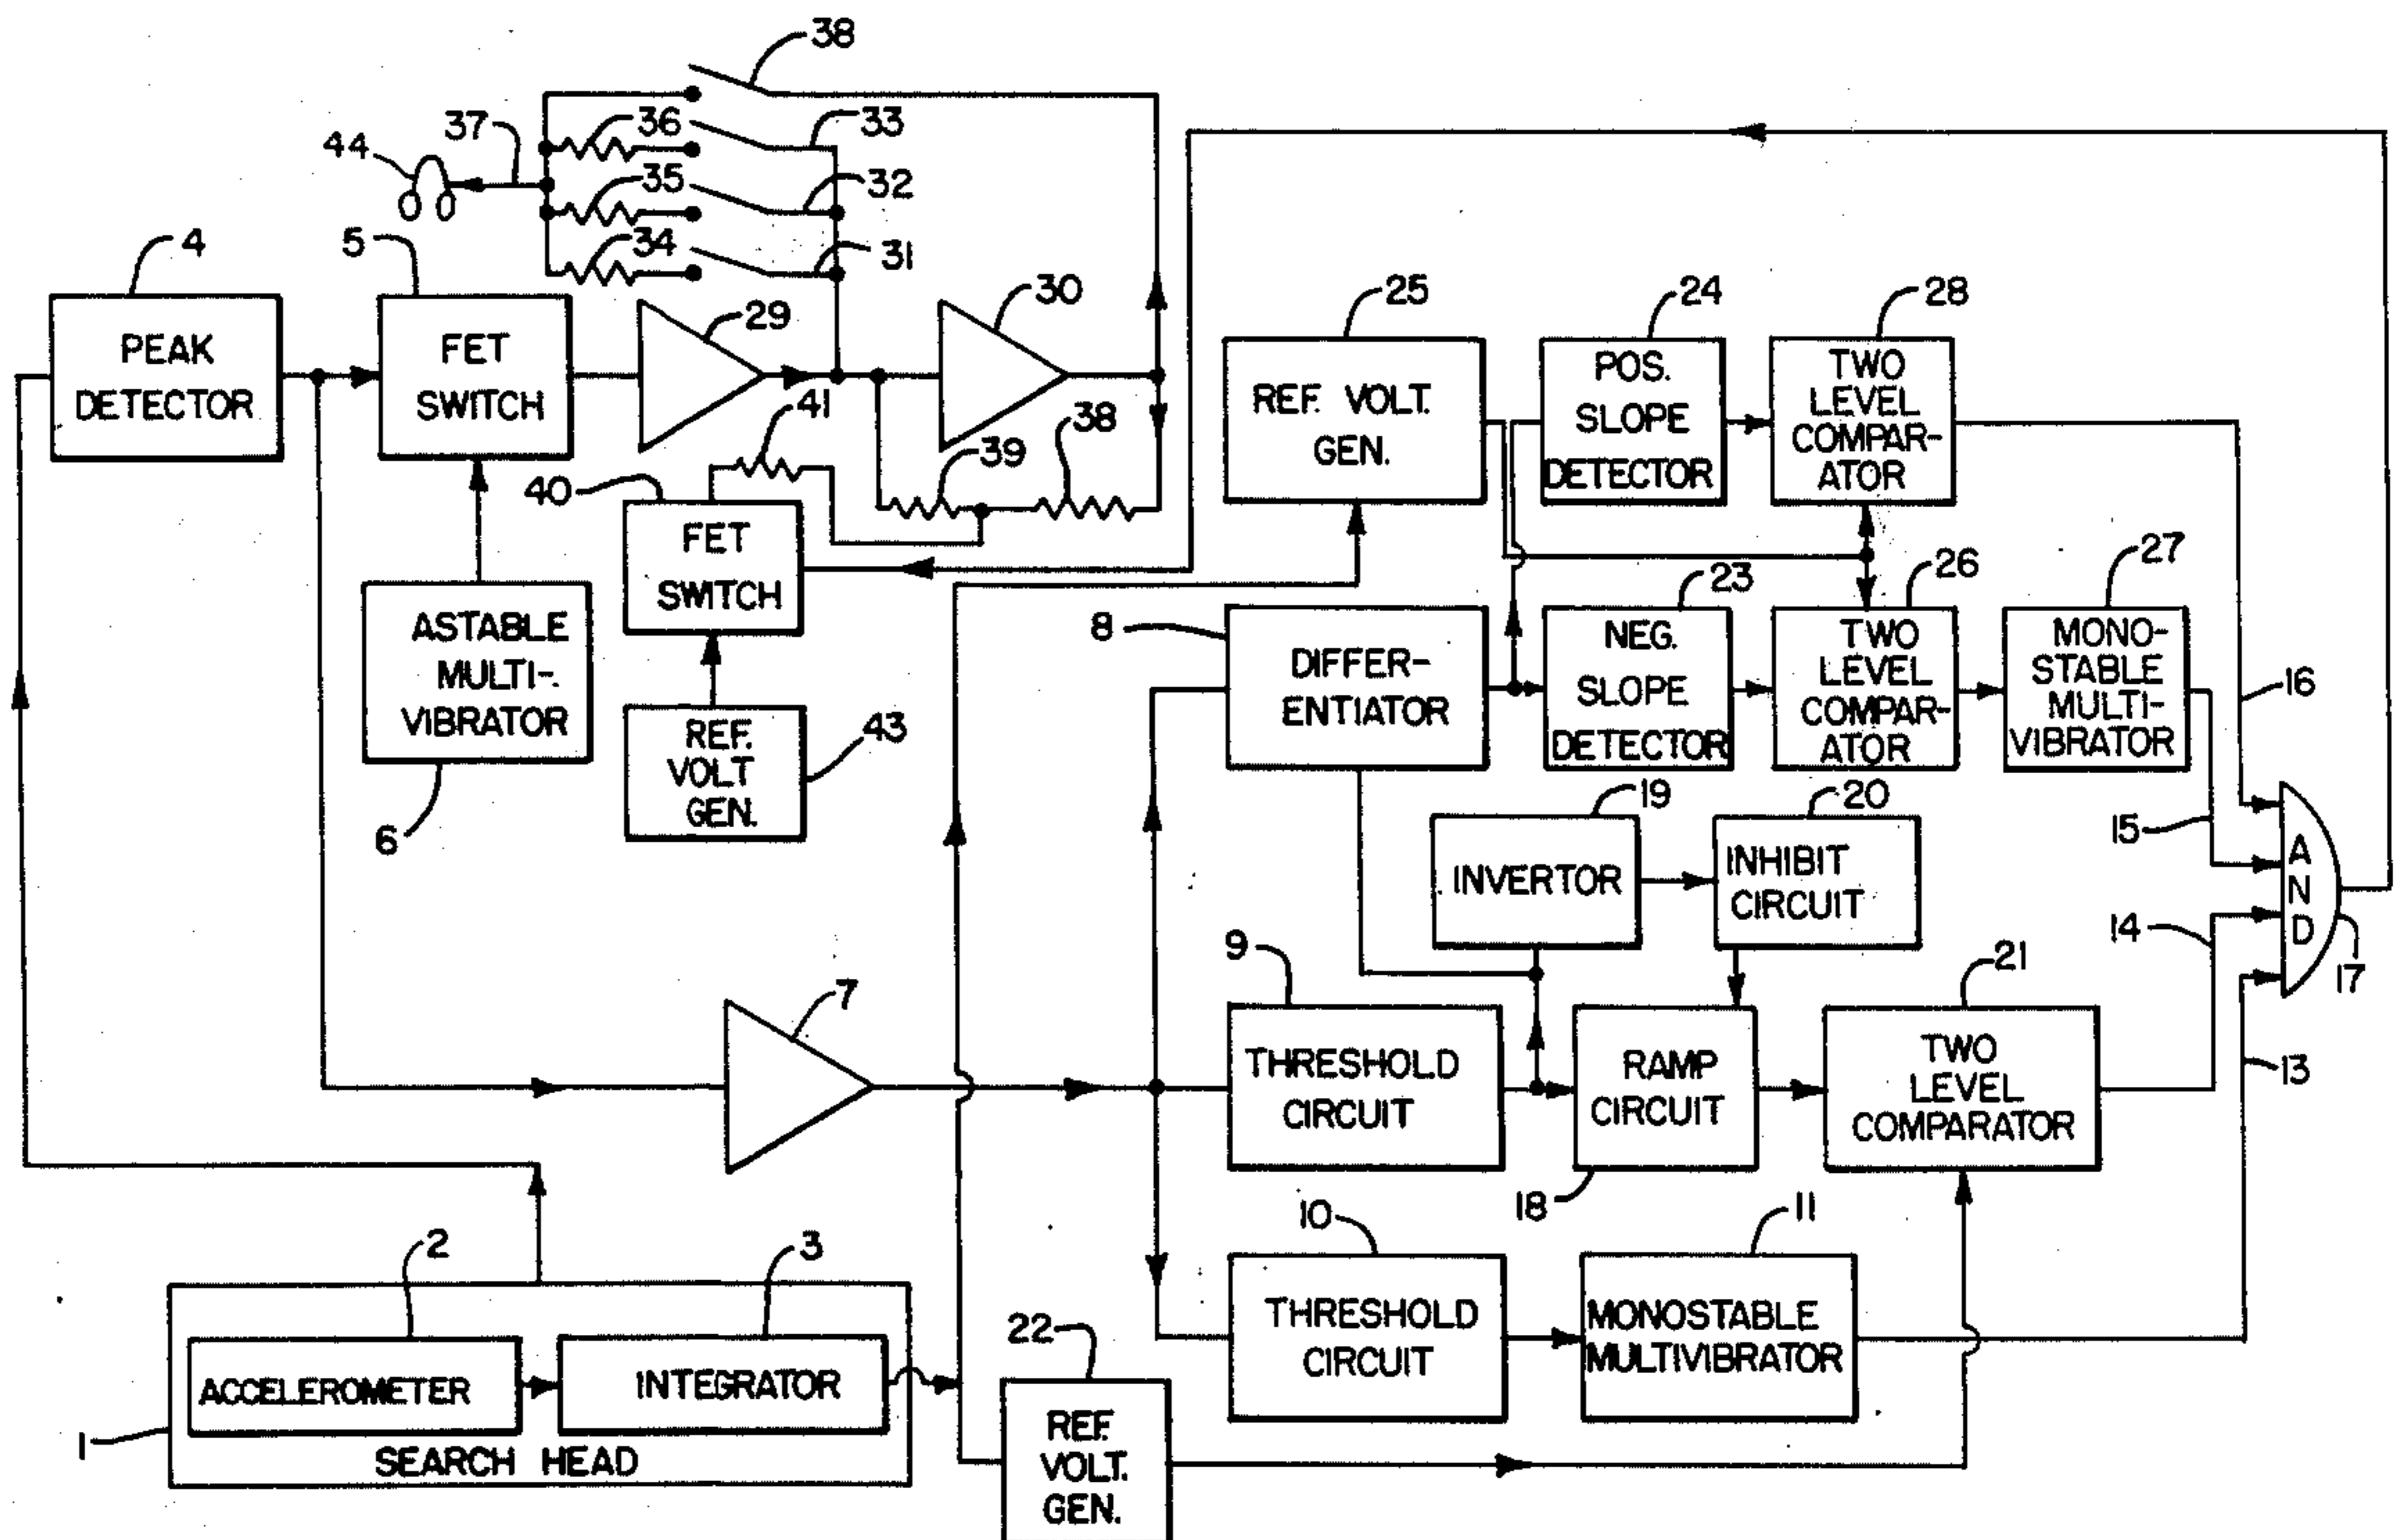 38
37
36
33
44
35
32
34
31
4
5
29
30
25
24
28
PEAK
DETECTOR
FET
SWITCH
REF. VOLT.
GEN.
POS.
SLOPE
DETECTOR
TWO
LEVEL
COMPAR-
ATOR
41
39
38
40
FET
SWITCH
8
23
26
27
ASTABLE
MULTI-
VIBRATOR
6
REF.
VOLT
GEN.
43
DIFFER-
ENTIATOR
NEG.
SLOPE
DETECTOR
TWO
LEVEL
COMPAR-
ATOR
MONO-
STABLE
MULTI-
VIBRATOR
16
15
19
20
INVERTOR
INHIBIT
CIRCUIT
AND
14
17
13
7
9
21
THRESHOLD
CIRCUIT
RAMP
CIRCUIT
TWO
LEVEL
COMPARATOR
18
10
11
2
3
THRESHOLD
CIRCUIT
MONOSTABLE
MULTIVIBRATOR
22
ACCELEROMETER
INTEGRATOR
1
SEARCH HEAD
REF.
VOLT.
GEN.